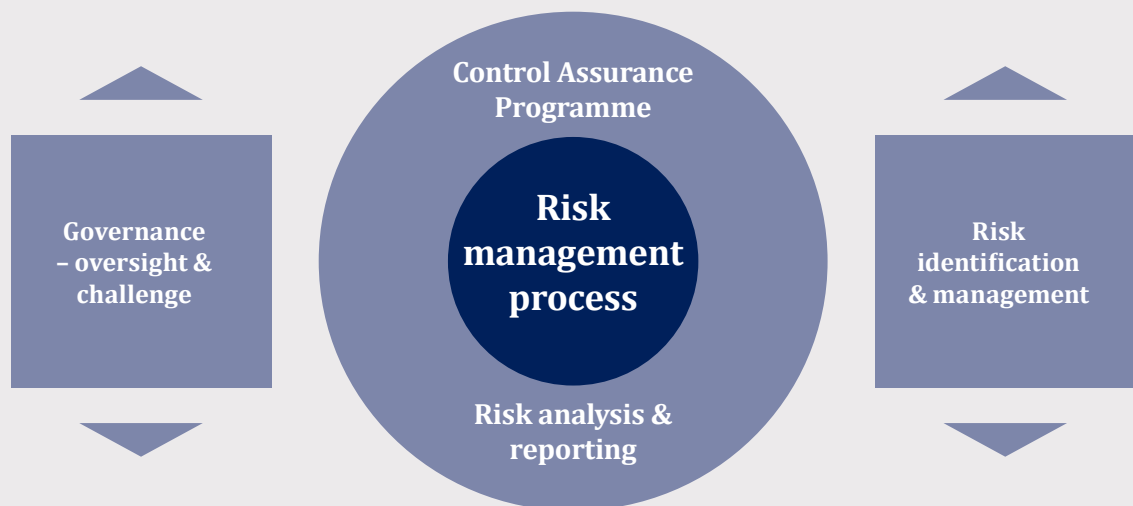 Control Assurance
Programme
Governance
– oversight &
challenge
Risk
management
process
Risk
identification
& management
Risk analysis &
reporting